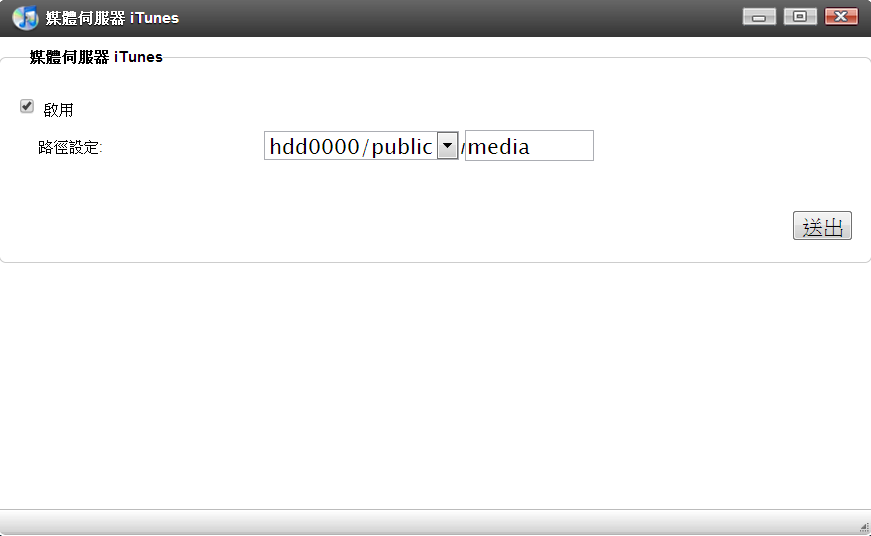 媒體伺服器 iTunes
媒體伺服器 iTunes
啟用
路徑設定: hdd0000/public /media
送出